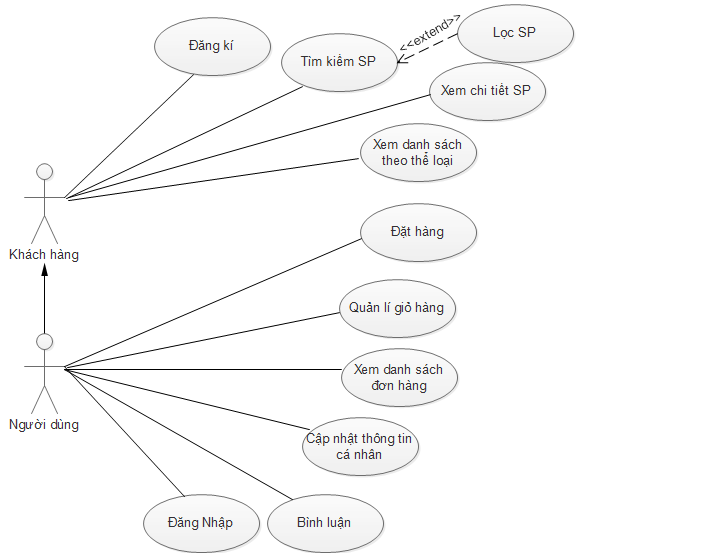 Đăng kí
Tìm kiếm SP
<<extend>>
Lọc SP
Xem chi tiết SP
Xem danh sách
theo thể loại
Khách hàng
Đặt hàng
Quản lí giỏ hàng
Xem danh sách
đơn hàng
Người dùng
Cập nhật thông tin
cá nhân
Đăng Nhập
Bình luận